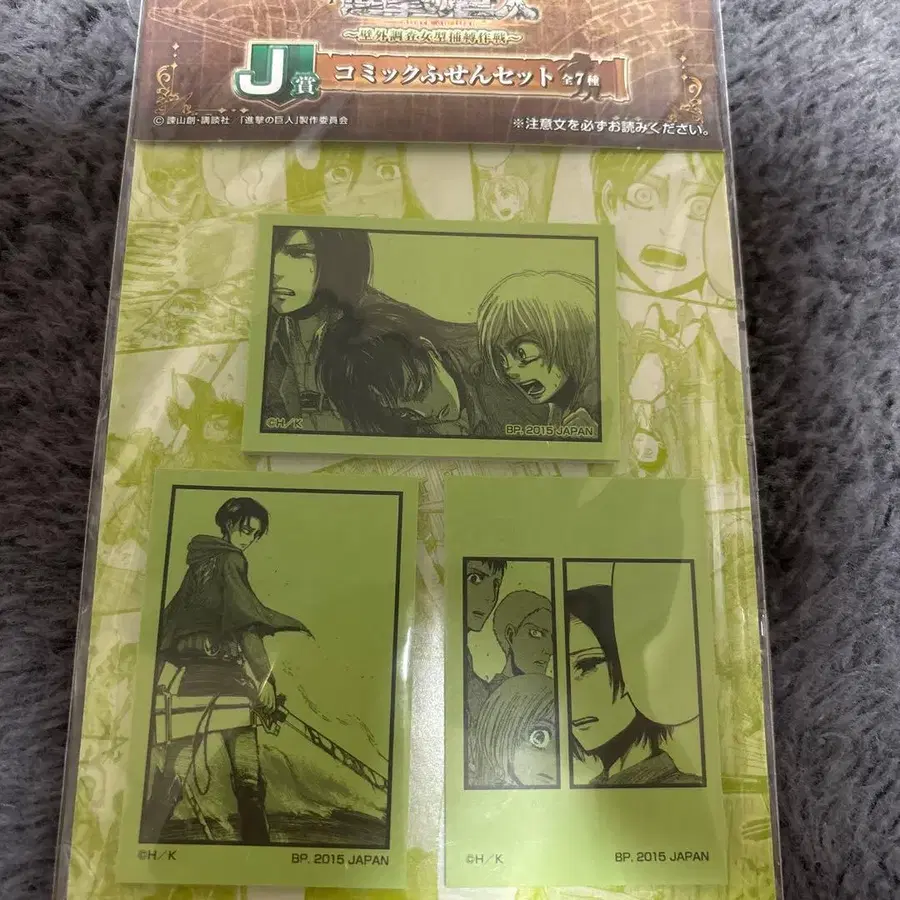 ～壁外調査女型捕縛作戦～
J賞 コミックふせんセット 全7種
©諫山創・講談社／「進撃の巨人」製作委員会
※注意文を必ずお読みください。
©H／K
BP. 2015 JAPAN
©H／K
BP. 2015 JAPAN
©H／K
BP. 2015 JAPAN